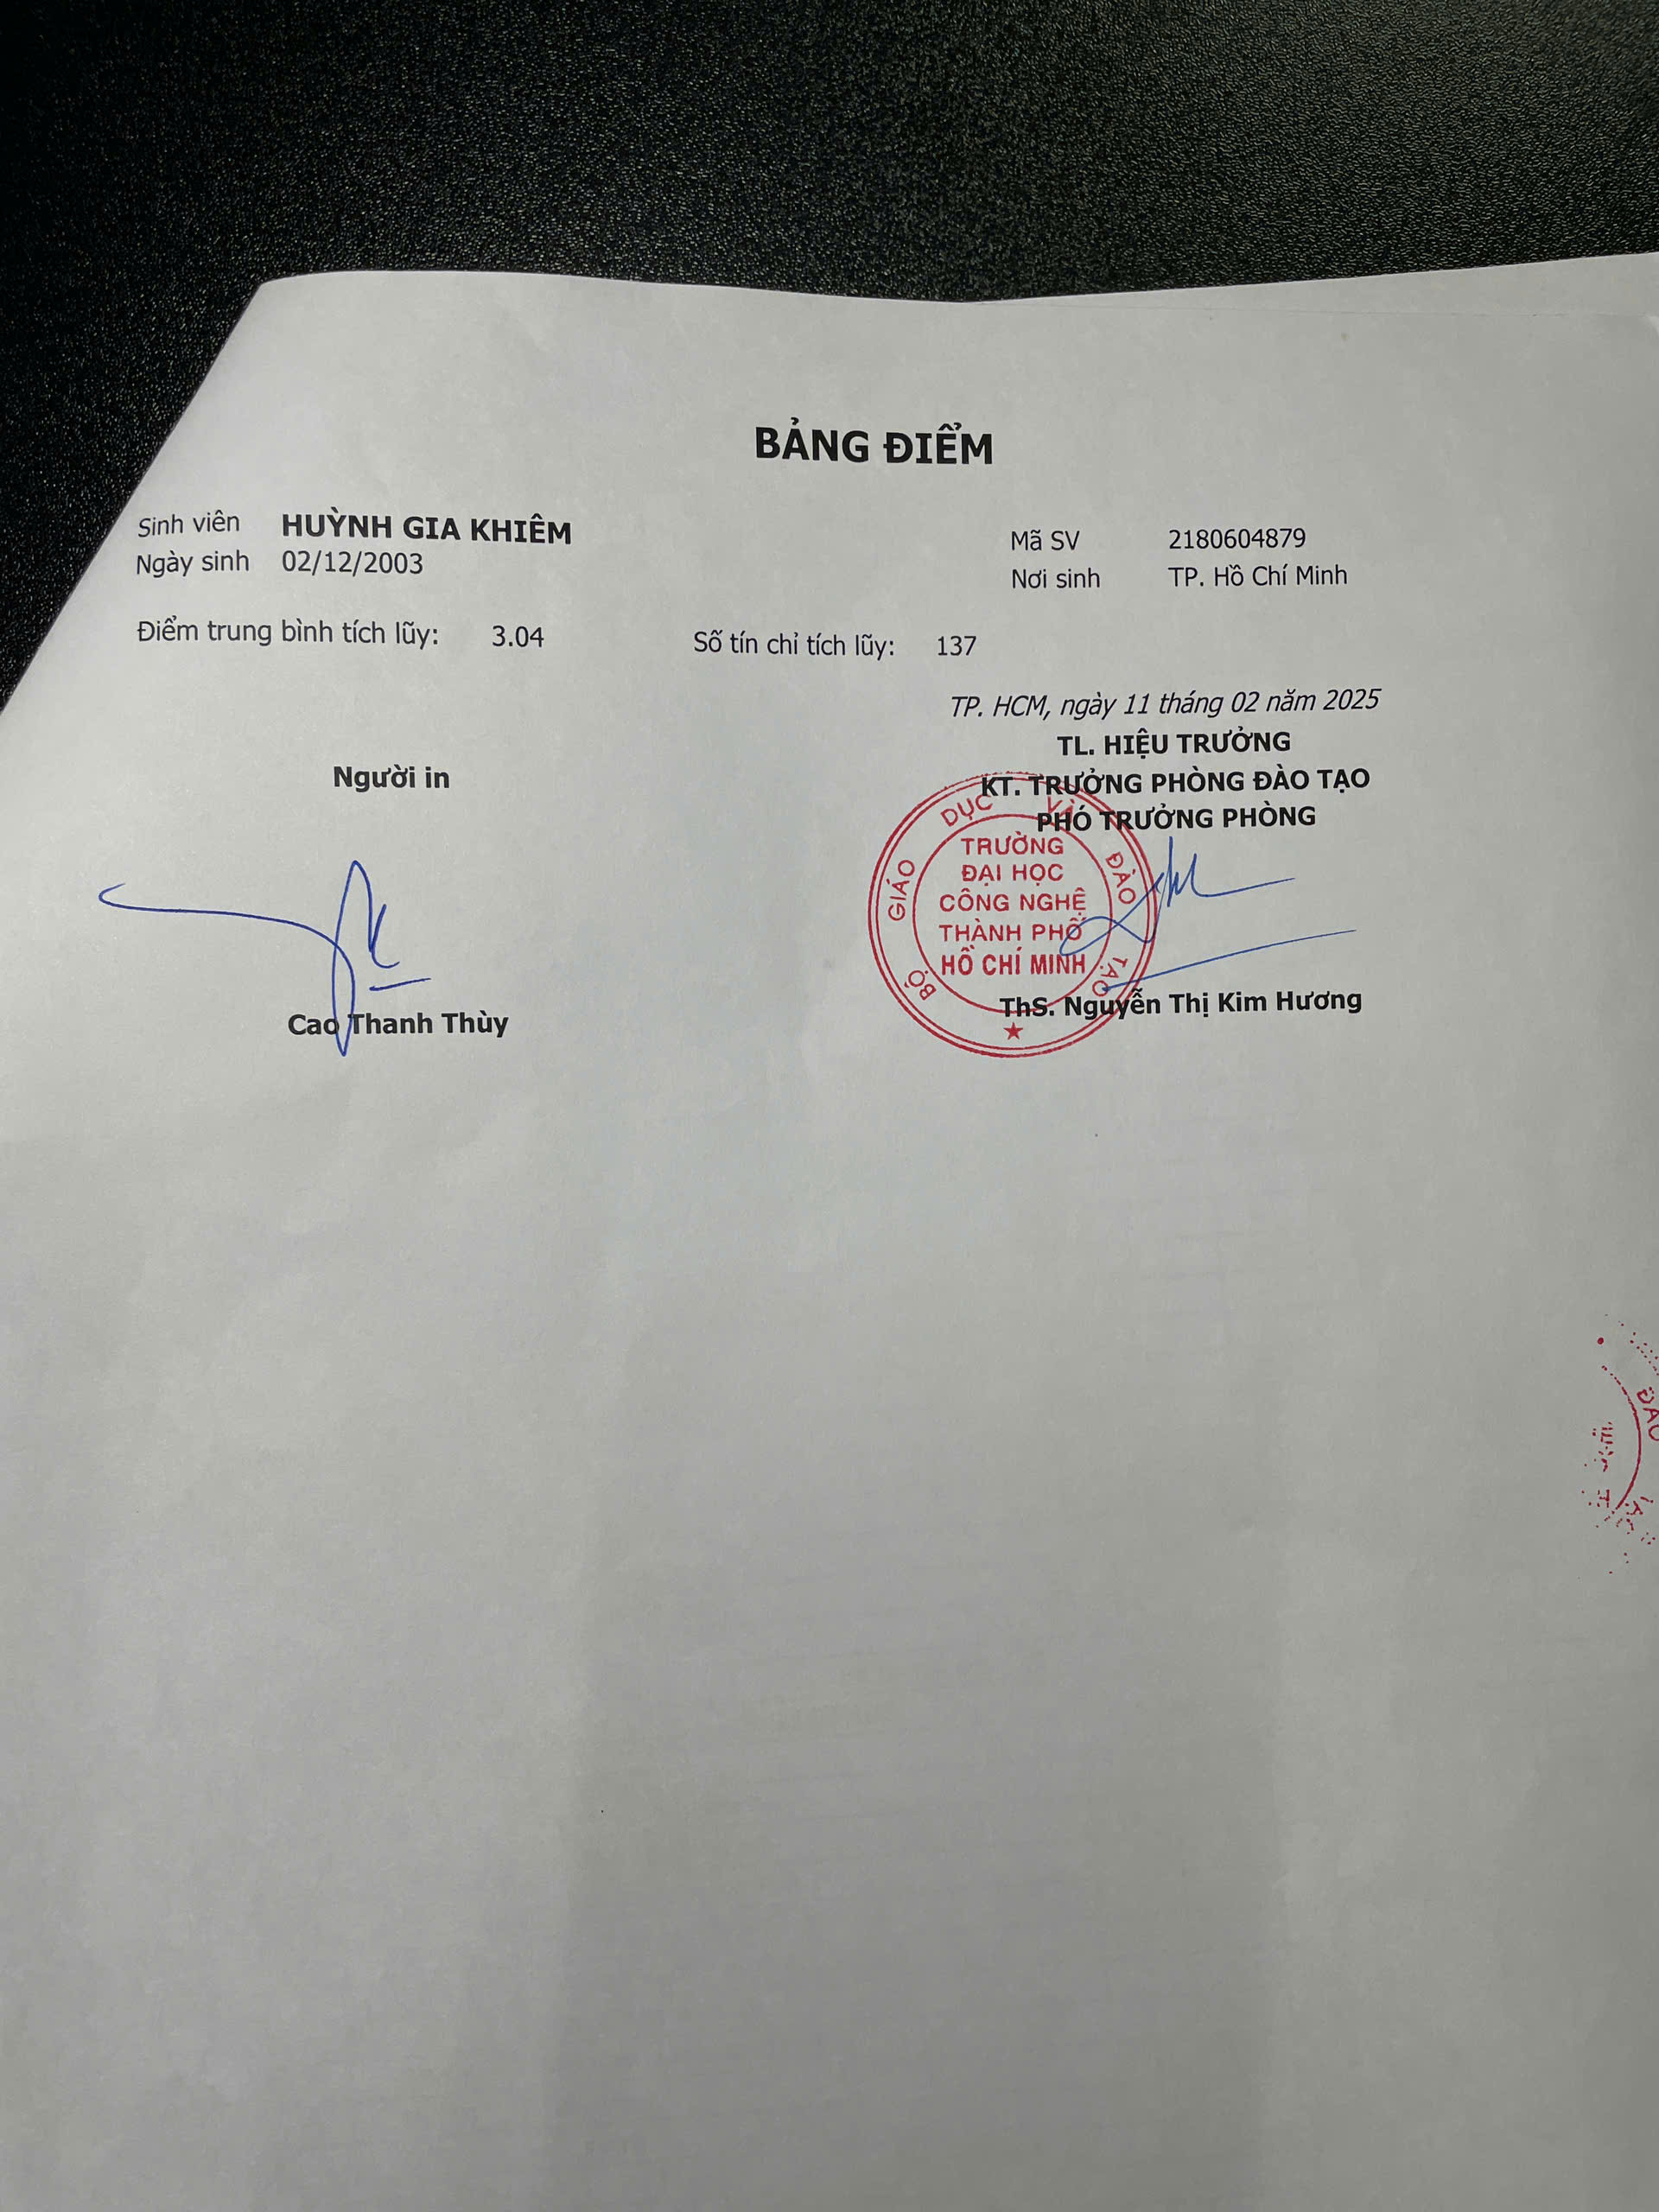 BẢNG ĐIỂM
Sinh viên HUỲNH GIA KHIÊM
Mã SV 2180604879
Ngày sinh 02/12/2003
Nơi sinh TP. Hồ Chí Minh
Điểm trung bình tích lũy: 3.04 Số tín chỉ tích lũy: 137
TP. HCM, ngày 11 tháng 02 năm 2025
TL. HIỆU TRƯỞNG
Người in
KT. TRƯỞNG PHÒNG ĐÀO TẠO
PHÓ TRƯỞNG PHÒNG
BỘ GIÁO DỤC VÀ ĐÀO TẠO
TRƯỜNG
ĐẠI HỌC
CÔNG NGHỆ
THÀNH PHỐ
HỒ CHÍ MINH
Cao Thanh Thùy
ThS. Nguyễn Thị Kim Hương